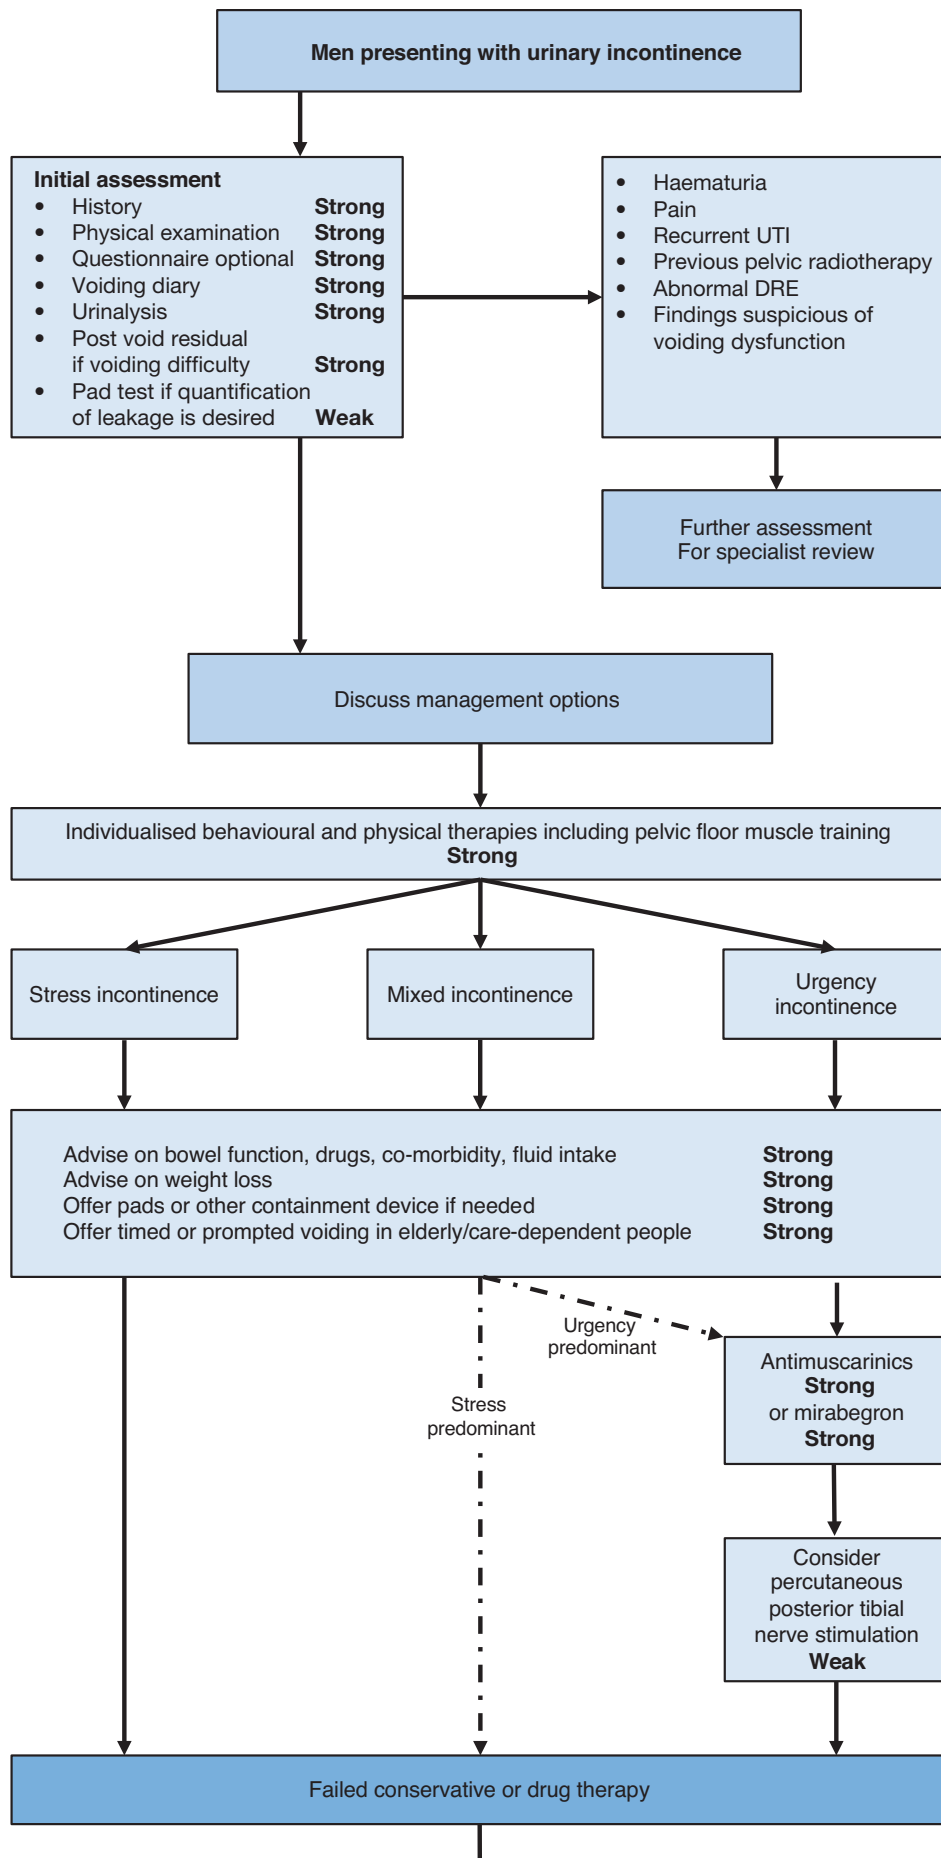 Men presenting with urinary incontinence
Initial assessment
• History Strong
• Physical examination Strong
• Questionnaire optional Strong
• Voiding diary Strong
• Urinalysis Strong
• Post void residual
if voiding difficulty Strong
• Pad test if quantification
of leakage is desired Weak
• Haematuria
• Pain
• Recurrent UTI
• Previous pelvic radiotherapy
• Abnormal DRE
• Findings suspicious of
voiding dysfunction
Further assessment
For specialist review
Discuss management options
Individualised behavioural and physical therapies including pelvic floor muscle training
Strong
Stress incontinence
Mixed incontinence
Urgency
incontinence
Advise on bowel function, drugs, co-morbidity, fluid intake Strong
Advise on weight loss Strong
Offer pads or other containment device if needed Strong
Offer timed or prompted voiding in elderly/care-dependent people Strong
Urgency
predominant
Stress
predominant
Antimuscarinics
Strong
or mirabegron
Strong
Consider
percutaneous
posterior tibial
nerve stimulation
Weak
Failed conservative or drug therapy